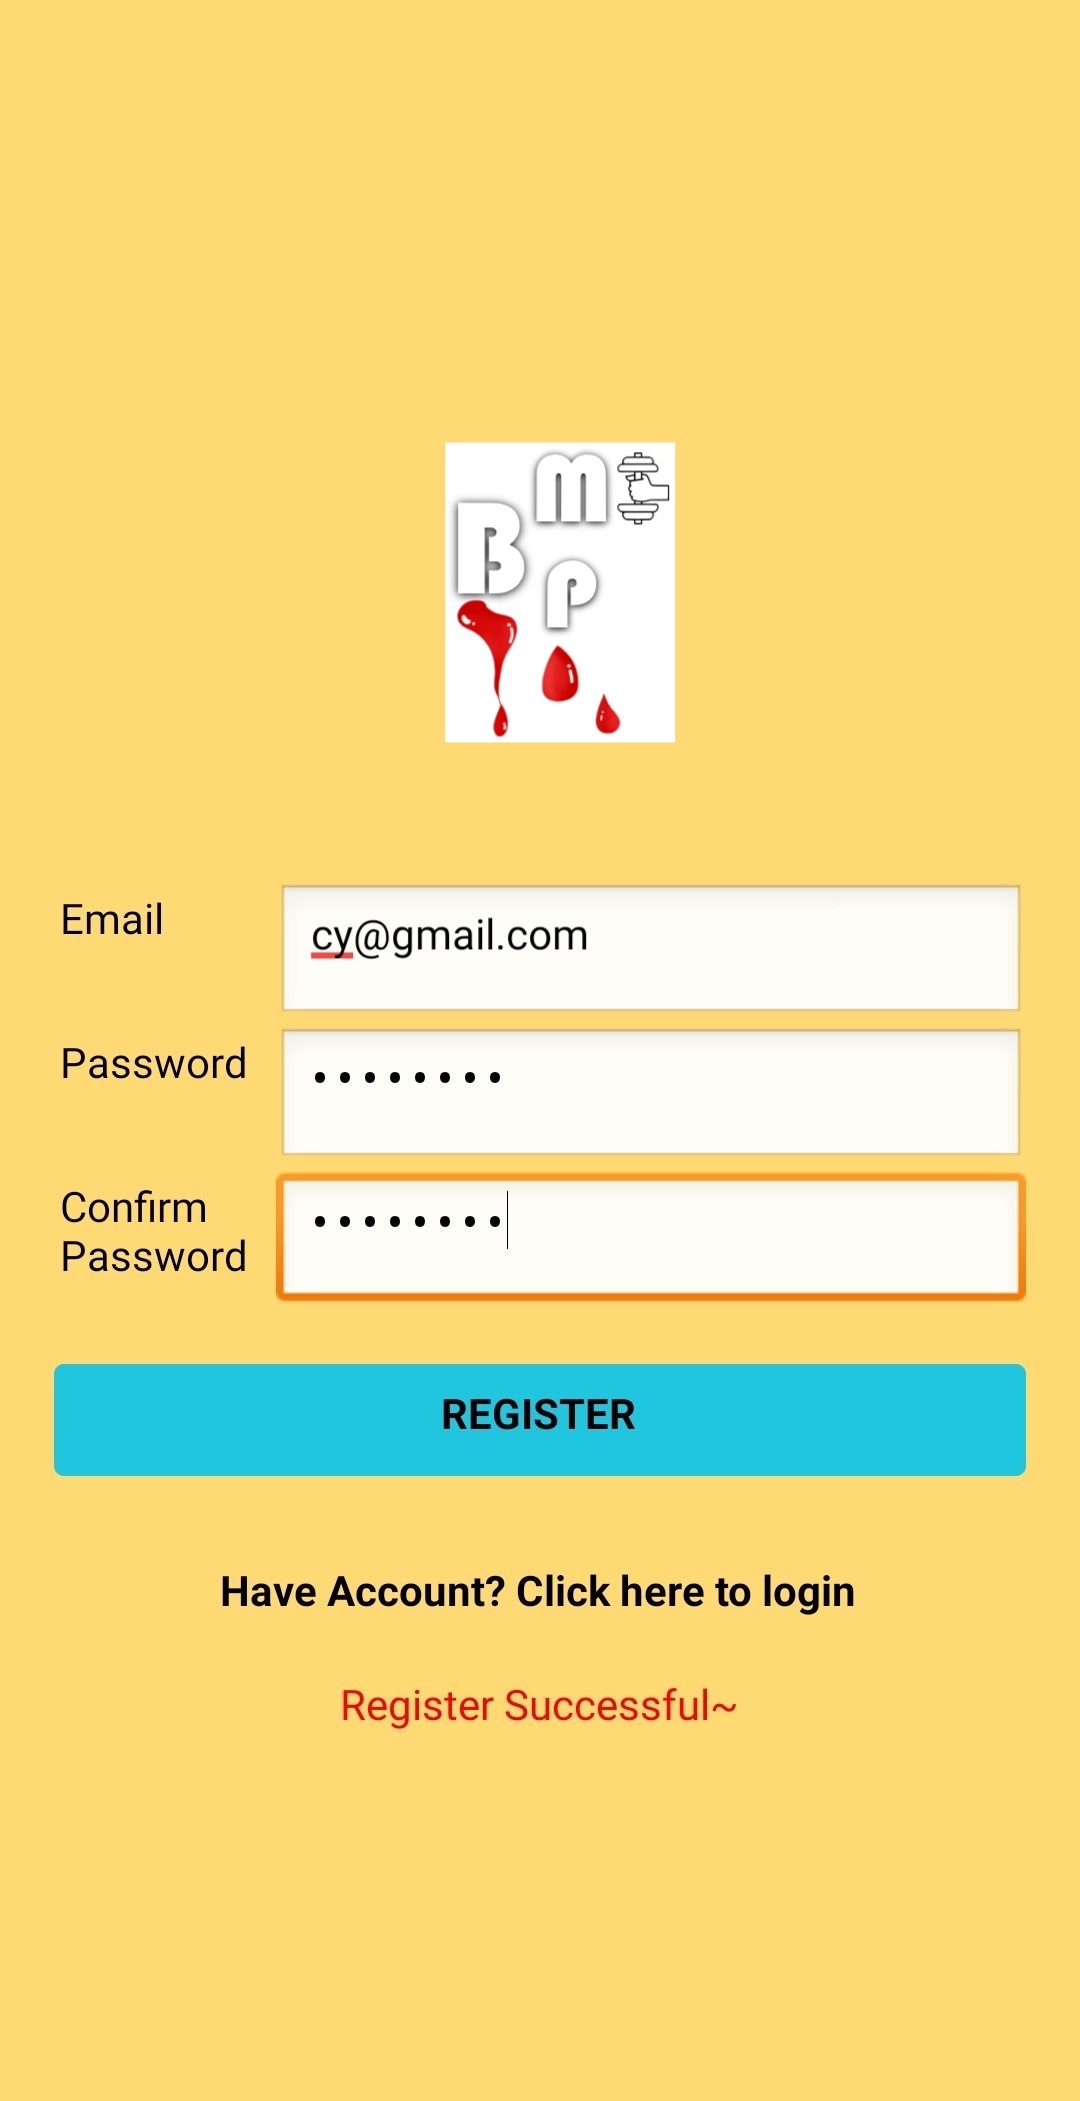 m
B
P
Email
cy@gmail.com
Password
••••••••
Confirm
Password
••••••••
REGISTER
Have Account? Click here to login
Register Successful~